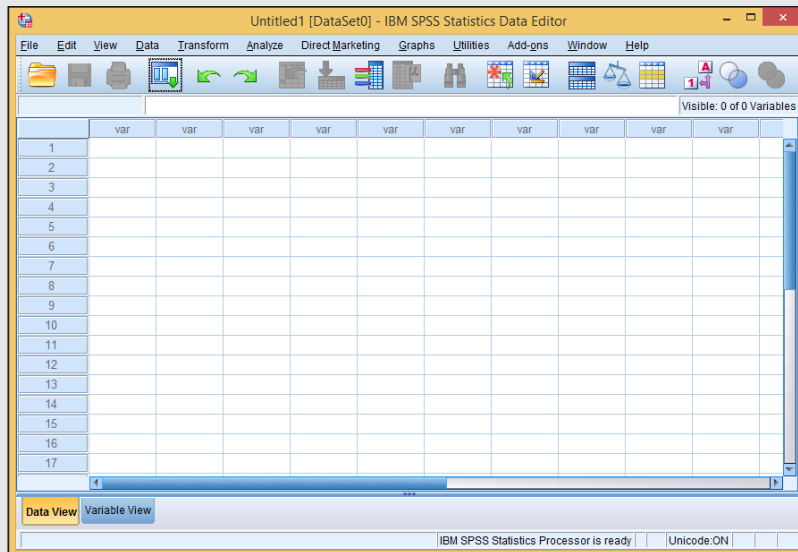 Untitled1 [DataSet0] - IBM SPSS Statistics Data Editor
File Edit View Data Transform Analyze Direct Marketing Graphs Utilities Add-ons Window Help
A
14
μ
Visible: 0 of 0 Variables
var var var var var var var var var var
1
2
3
4
5
6
7
8
9
10
11
12
13
14
15
16
17
Data View Variable View
IBM SPSS Statistics Processor is ready Unicode:ON